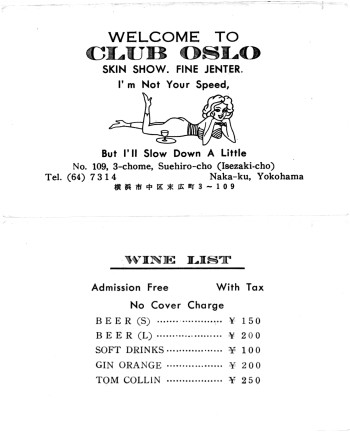 WELCOME TO
CLUB OSLO
SKIN SHOW. FINE JENTER.
I'm Not Your Speed,
But I'll Slow Down A Little
No. 109, 3-chome, Suehiro-cho (Isezaki-cho)
Tel. (64) 7314 Naka-ku, Yokohama
横浜市中区末広町3~109
WINE LIST
Admission Free With Tax
No Cover Charge
BEER (S) ..................... ¥ 150
BEER (L) ..................... ¥ 200
SOFT DRINKS .................. ¥ 100
GIN ORANGE ................... ¥ 200
TOM COLLIN ................... ¥ 250